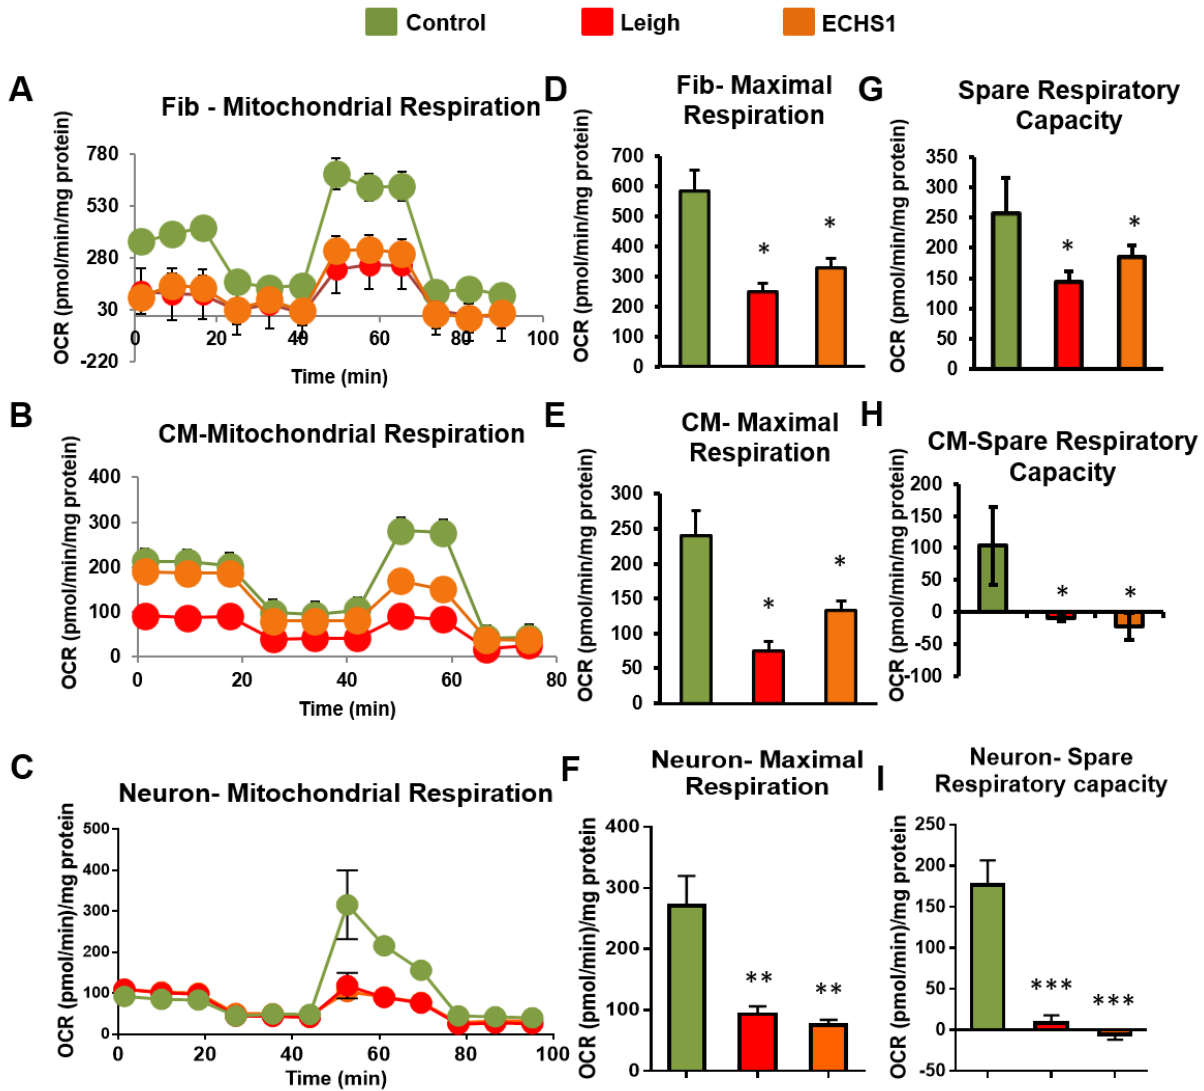 Control
Leigh
ECHS1
A
Fib - Mitochondrial Respiration
OCR (pmol/min/mg protein)
780
530
280
30
-220
0
20
40
60
80
100
Time (min)
D
Fib- Maximal
Respiration
OCR (pmol/min/mg protein)
700
600
500
400
300
200
100
0
*
*
G
Spare Respiratory
Capacity
OCR (pmol/min/mg protein)
350
300
250
200
150
100
50
0
*
*
B
CM-Mitochondrial Respiration
OCR (pmol/min/mg protein)
400
300
200
100
0
0
20
40
60
80
Time (min)
E
CM- Maximal
Respiration
OCR (pmol/min/mg protein)
300
250
200
150
100
50
0
*
*
H
CM-Spare Respiratory
Capacity
OCR (pmol/min/mg protein)
200
150
100
50
0
-50
-100
*
*
C
Neuron- Mitochondrial Respiration
OCR (pmol/min)/mg protein
500
400
300
200
100
0
0
20
40
60
80
100
Time (min)
F
Neuron- Maximal
Respiration
OCR (pmol/min)/mg protein
400
300
200
100
0
**
**
I
Neuron- Spare
Respiratory capacity
OCR (pmol/min)/mg protein
250
200
150
100
50
0
-50
***
***